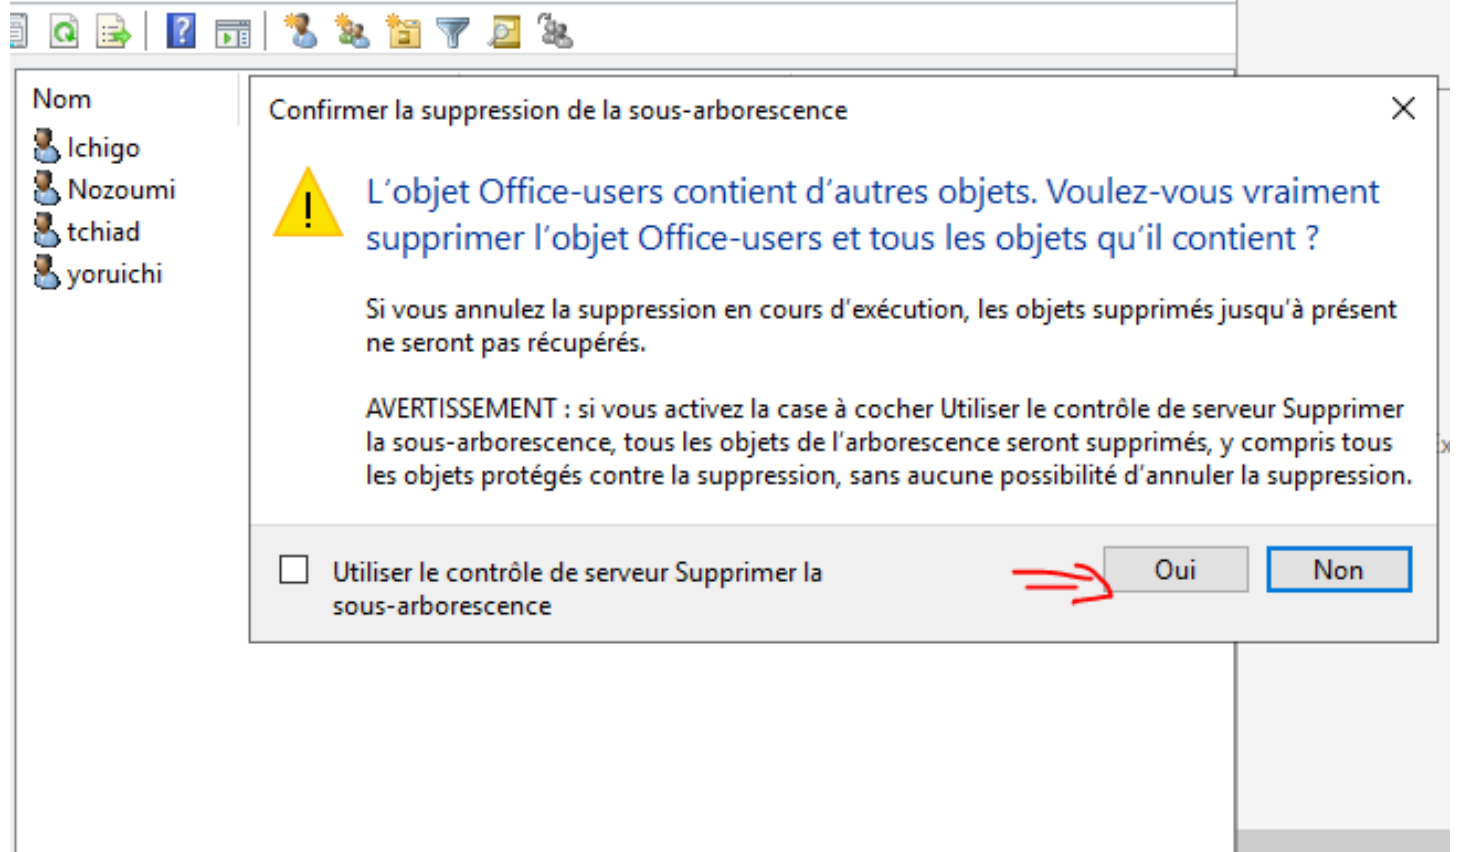 Nom
Ichigo
Nozoumi
tchiad
yoruichi
Confirmer la suppression de la sous-arborescence
L'objet Office-users contient d'autres objets. Voulez-vous vraiment
supprimer l'objet Office-users et tous les objets qu'il contient ?
Si vous annulez la suppression en cours d'exécution, les objets supprimés jusqu'à présent
ne seront pas récupérés.
AVERTISSEMENT : si vous activez la case à cocher Utiliser le contrôle de serveur Supprimer
la sous-arborescence, tous les objets de l'arborescence seront supprimés, y compris tous
les objets protégés contre la suppression, sans aucune possibilité d'annuler la suppression.
Utiliser le contrôle de serveur Supprimer la
sous-arborescence
Oui
Non